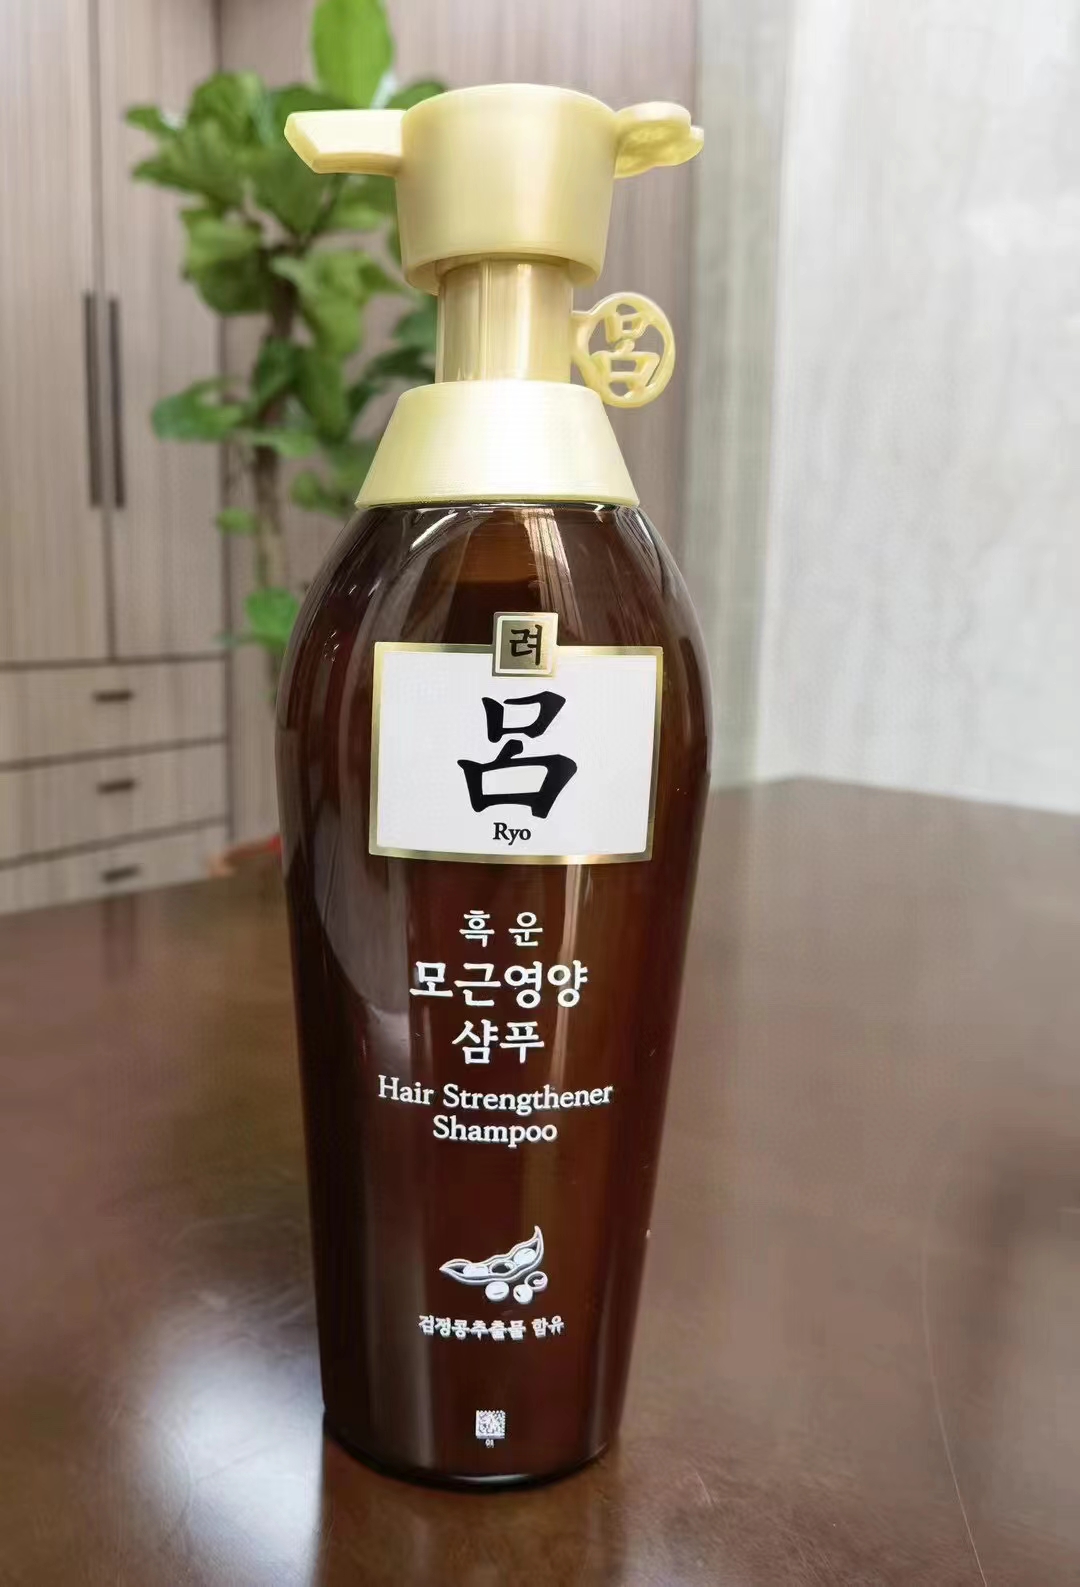 呂
려
呂
Ryo
흑운
모근영양
샴푸
Hair Strengthener
Shampoo
검정콩추출물 함유